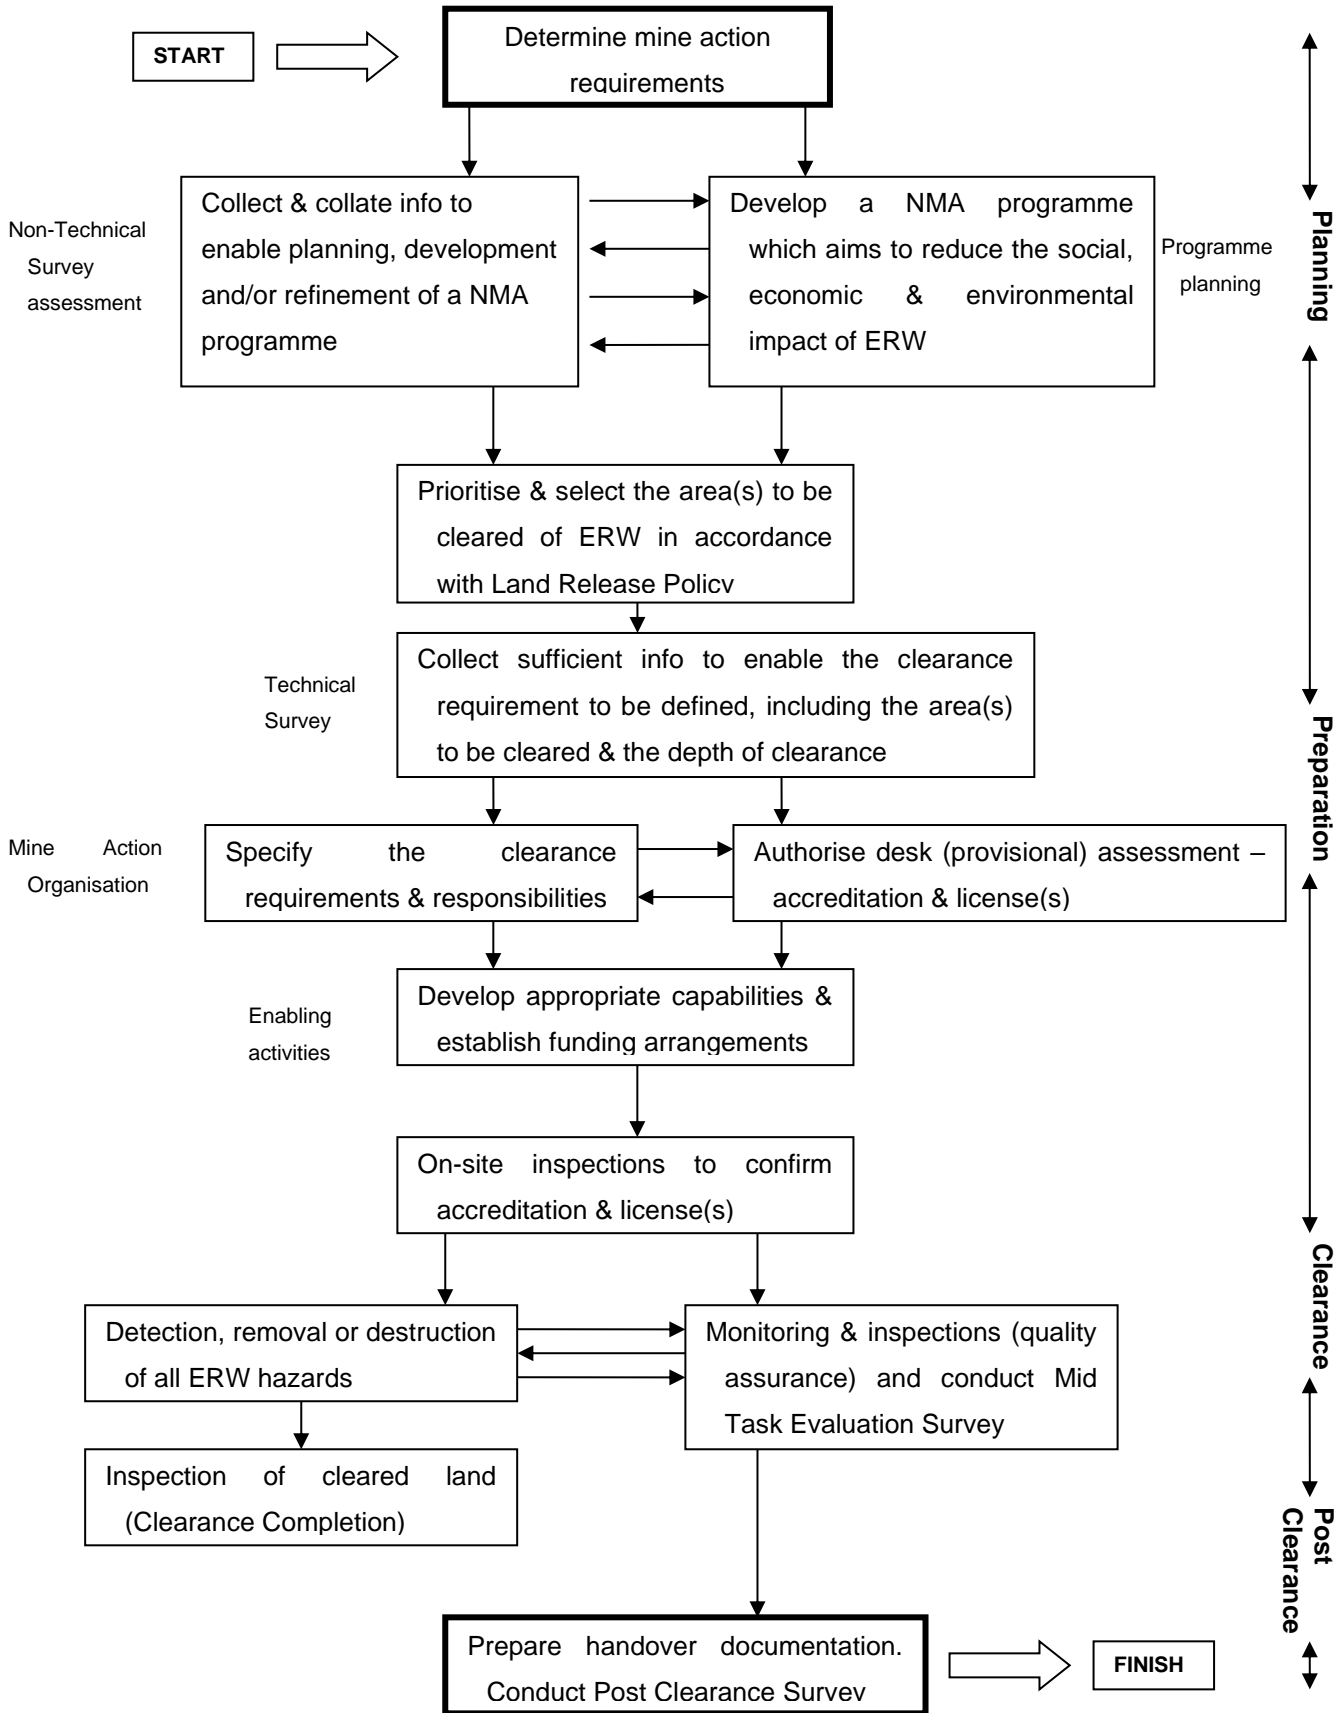 START
Determine mine action
requirements
Non-Technical
Survey
assessment
Collect & collate info to
enable planning, development
and/or refinement of a NMA
programme
Develop a NMA programme
which aims to reduce the social,
economic & environmental
impact of ERW
Programme
planning
Planning
Prioritise & select the area(s) to be
cleared of ERW in accordance
with Land Release Policy
Technical
Survey
Collect sufficient info to enable the clearance
requirement to be defined, including the area(s)
to be cleared & the depth of clearance
Preparation
Mine Action
Organisation
Specify the clearance
requirements & responsibilities
Authorise desk (provisional) assessment –
accreditation & license(s)
Enabling
activities
Develop appropriate capabilities &
establish funding arrangements
On-site inspections to confirm
accreditation & license(s)
Clearance
Detection, removal or destruction
of all ERW hazards
Monitoring & inspections (quality
assurance) and conduct Mid
Task Evaluation Survey
Inspection of cleared land
(Clearance Completion)
Post
Clearance
Prepare handover documentation.
Conduct Post Clearance Survey
FINISH